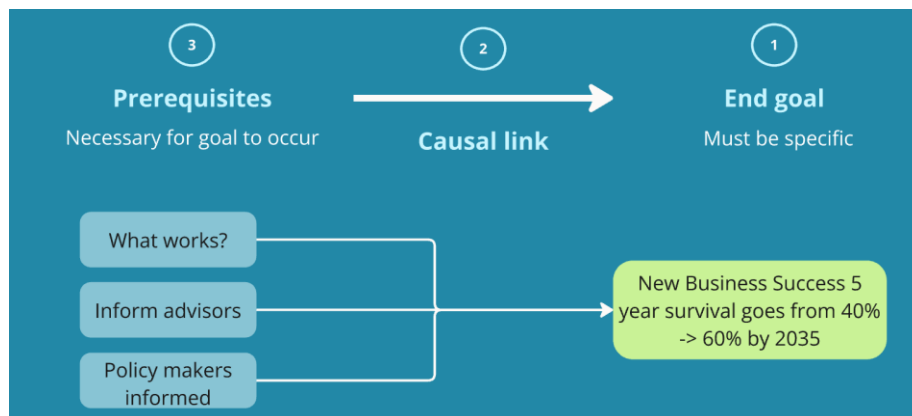 3
2
1
Prerequisites
End goal
Necessary for goal to occur
Causal link
Must be specific
What works?
Inform advisors
Policy makers
informed
New Business Success 5
year survival goes from 40%
-> 60% by 2035